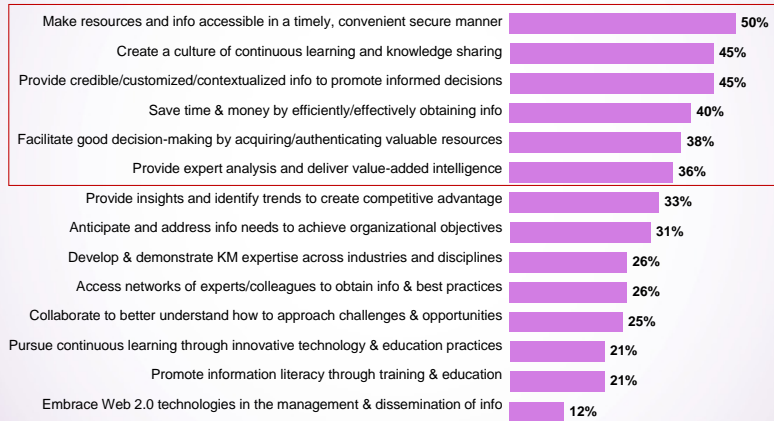 Make resources and info accessible in a timely, convenient secure manner 50%
Create a culture of continuous learning and knowledge sharing 45%
Provide credible/customized/contextualized info to promote informed decisions 45%
Save time & money by efficiently/effectively obtaining info 40%
Facilitate good decision-making by acquiring/authenticating valuable resources 38%
Provide expert analysis and deliver value-added intelligence 36%
Provide insights and identify trends to create competitive advantage 33%
Anticipate and address info needs to achieve organizational objectives 31%
Develop & demonstrate KM expertise across industries and disciplines 26%
Access networks of experts/colleagues to obtain info & best practices 26%
Collaborate to better understand how to approach challenges & opportunities 25%
Pursue continuous learning through innovative technology & education practices 21%
Promote information literacy through training & education 21%
Embrace Web 2.0 technologies in the management & dissemination of info 12%